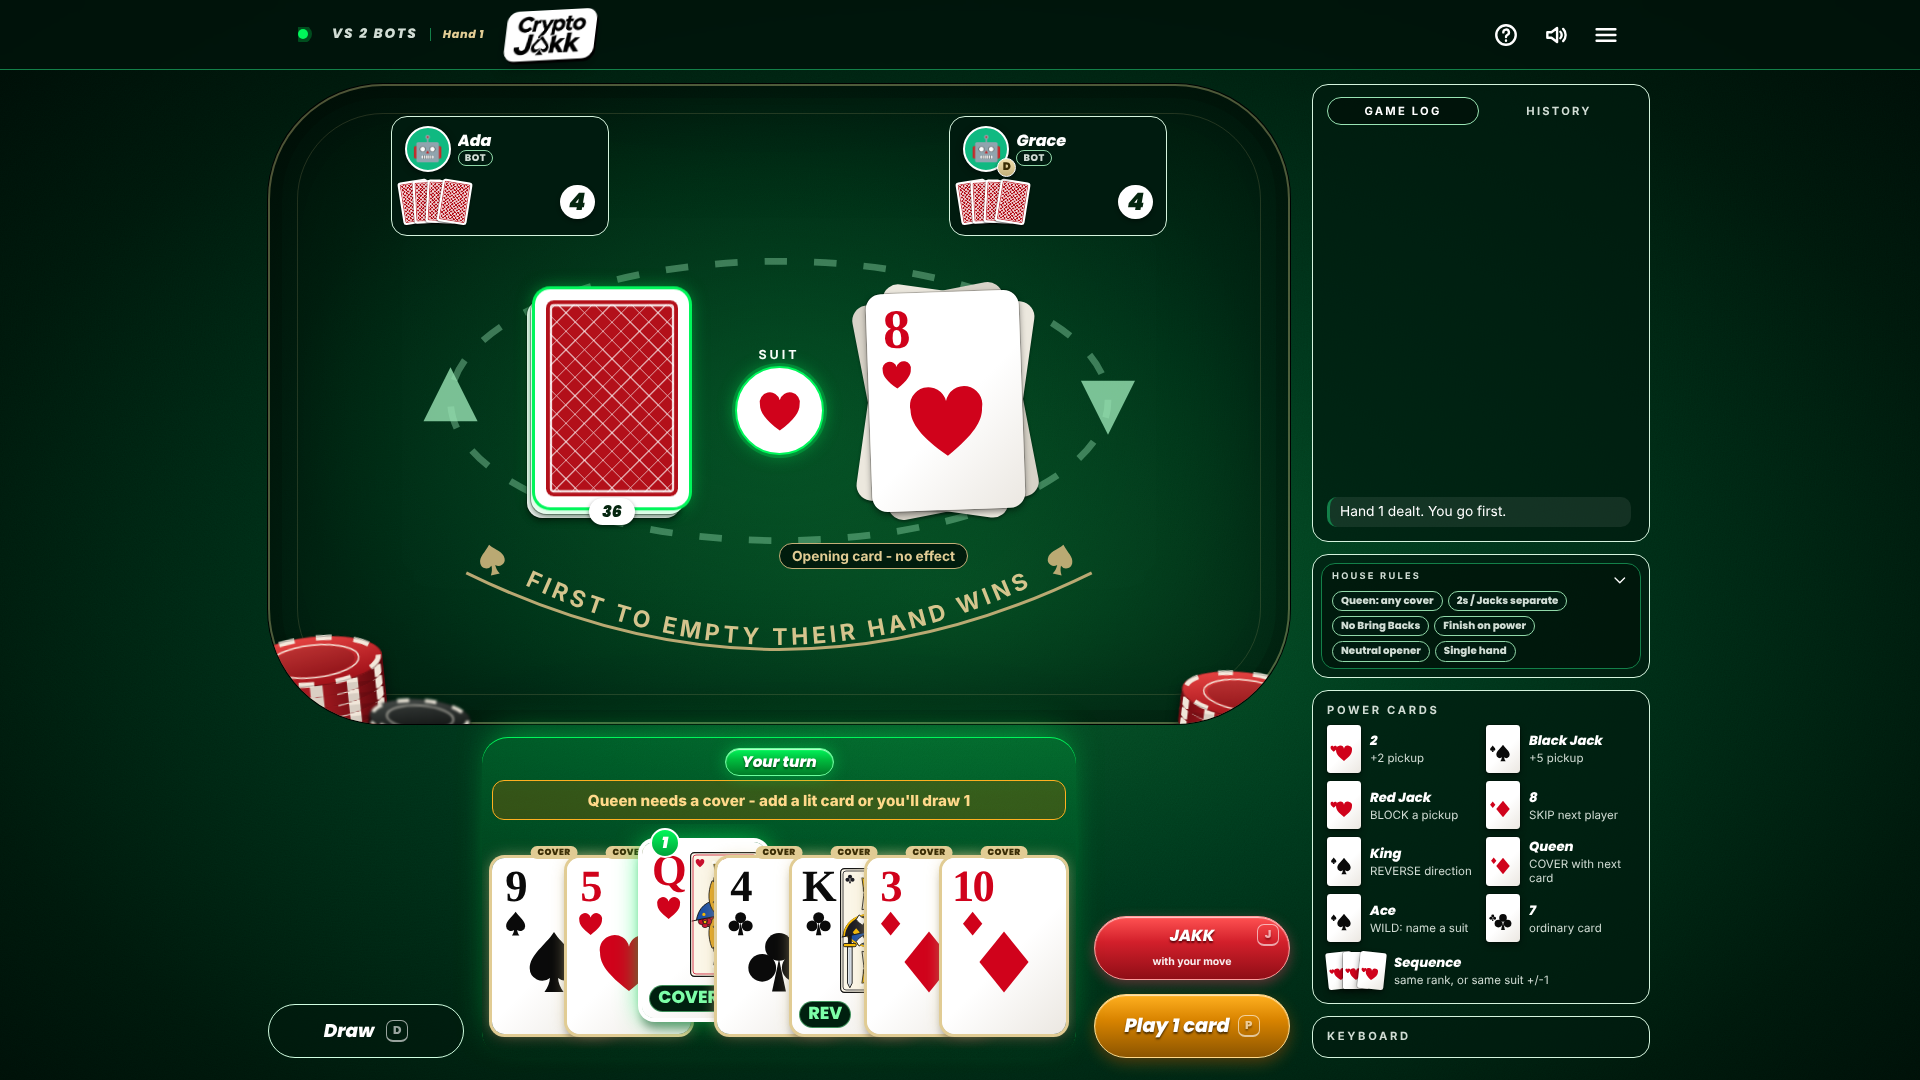 VS 2 BOTS
Hand 1
Crypto
Jakk
Ada
BOT
4
Grace
BOT
D
4
36
SUIT
8
Opening card - no effect
FIRST TO EMPTY THEIR HAND WINS
Your turn
Queen needs a cover - add a lit card or you'll draw 1
COVER
9
COVE
5
1
Q
COVER
COVER
4
COVER
K
REV
COVER
3
COVER
10
Draw D
JAKK J
with your move
Play 1 card P
GAME LOG
HISTORY
Hand 1 dealt. You go first.
HOUSE RULES
Queen: any cover
2s / Jacks separate
No Bring Backs
Finish on power
Neutral opener
Single hand
POWER CARDS
2
+2 pickup
Black Jack
+5 pickup
Red Jack
BLOCK a pickup
8
SKIP next player
King
REVERSE direction
Queen
COVER with next
card
Ace
WILD: name a suit
7
ordinary card
Sequence
same rank, or same suit +/-1
KEYBOARD